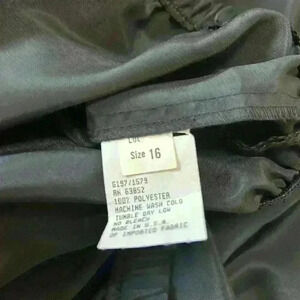 Size 16
G197/1579
RN 63852
100% POLYESTER
MACHINE WASH COLD
TUMBLE DRY LOW
NO BLEACH
MADE IN U.S.A.
OF IMPORTED FABRIC